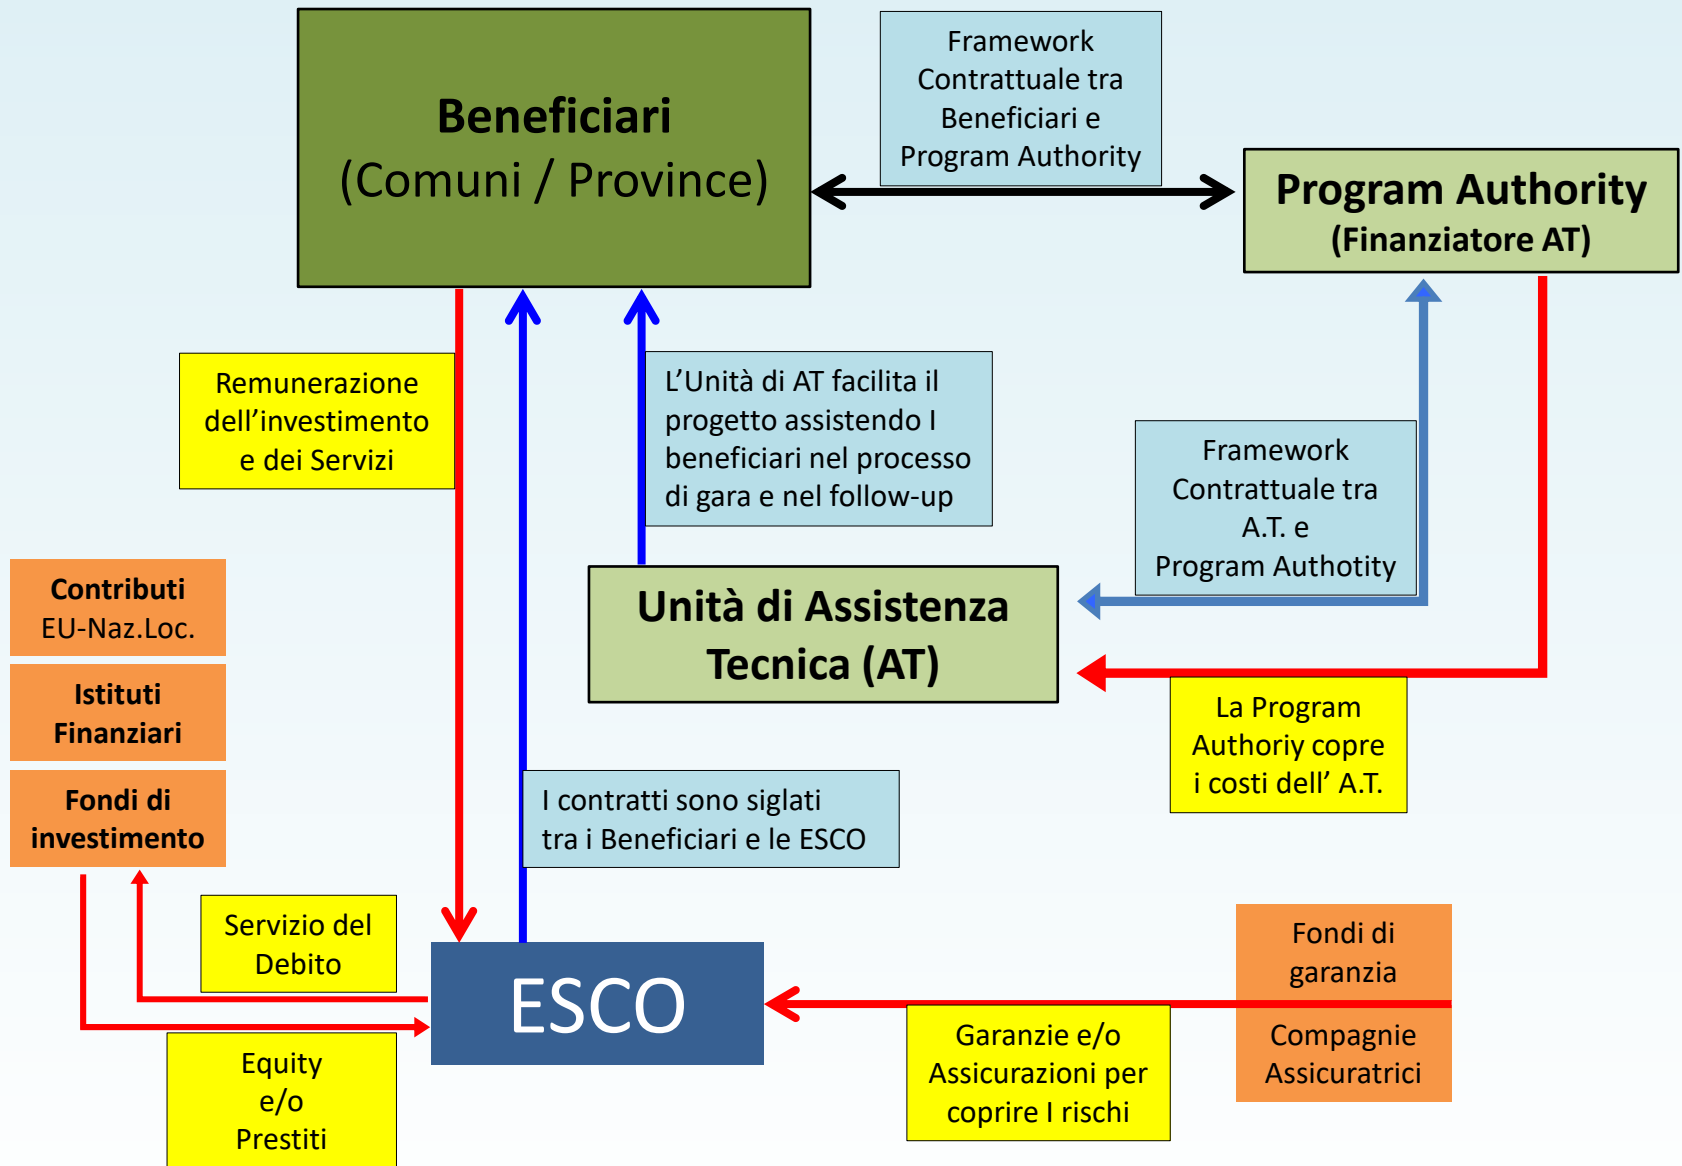 Beneficiari
(Comuni / Province)
Framework
Contrattuale tra
Beneficiari e
Program Authority
Program Authority
(Finanziatore AT)
Remunerazione
dell’investimento
e dei Servizi
L’Unità di AT facilita il
progetto assistendo I
beneficiari nel processo
di gara e nel follow-up
Framework
Contrattuale tra
A.T. e
Program Authotity
Contributi
EU-Naz.Loc.
Istituti
Finanziari
Fondi di
investimento
Unità di Assistenza
Tecnica (AT)
La Program
Authoriy copre
i costi dell’ A.T.
I contratti sono siglati
tra i Beneficiari e le ESCO
Servizio del
Debito
ESCO
Equity
e/o
Prestiti
Garanzie e/o
Assicurazioni per
coprire I rischi
Fondi di
garanzia
Compagnie
Assicuratrici